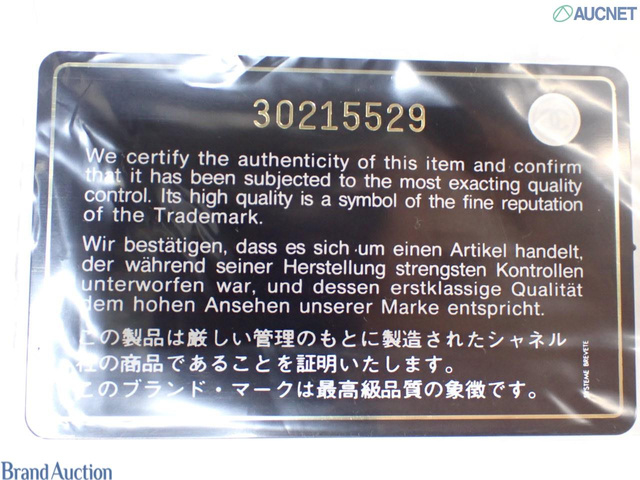 AUCNET
30215529
We certify the authenticity of this item and confirm
that it has been subjected to the most exacting quality
control. Its high quality is a symbol of the fine reputation
of the Trademark.
Wir bestätigen, dass es sich um einen Artikel handelt,
der während seiner Herstellung strengsten Kontrollen
unterworfen war, und dessen erstklassige Qualität
dem hohen Ansehen unserer Marke entspricht.
この製品は厳しい管理のもとに製造されたシャネル
社の商品であることを証明いたします。
このブランド・マークは最高級品質の象徴です。
SYSTEME BREVETE
Brand Auction